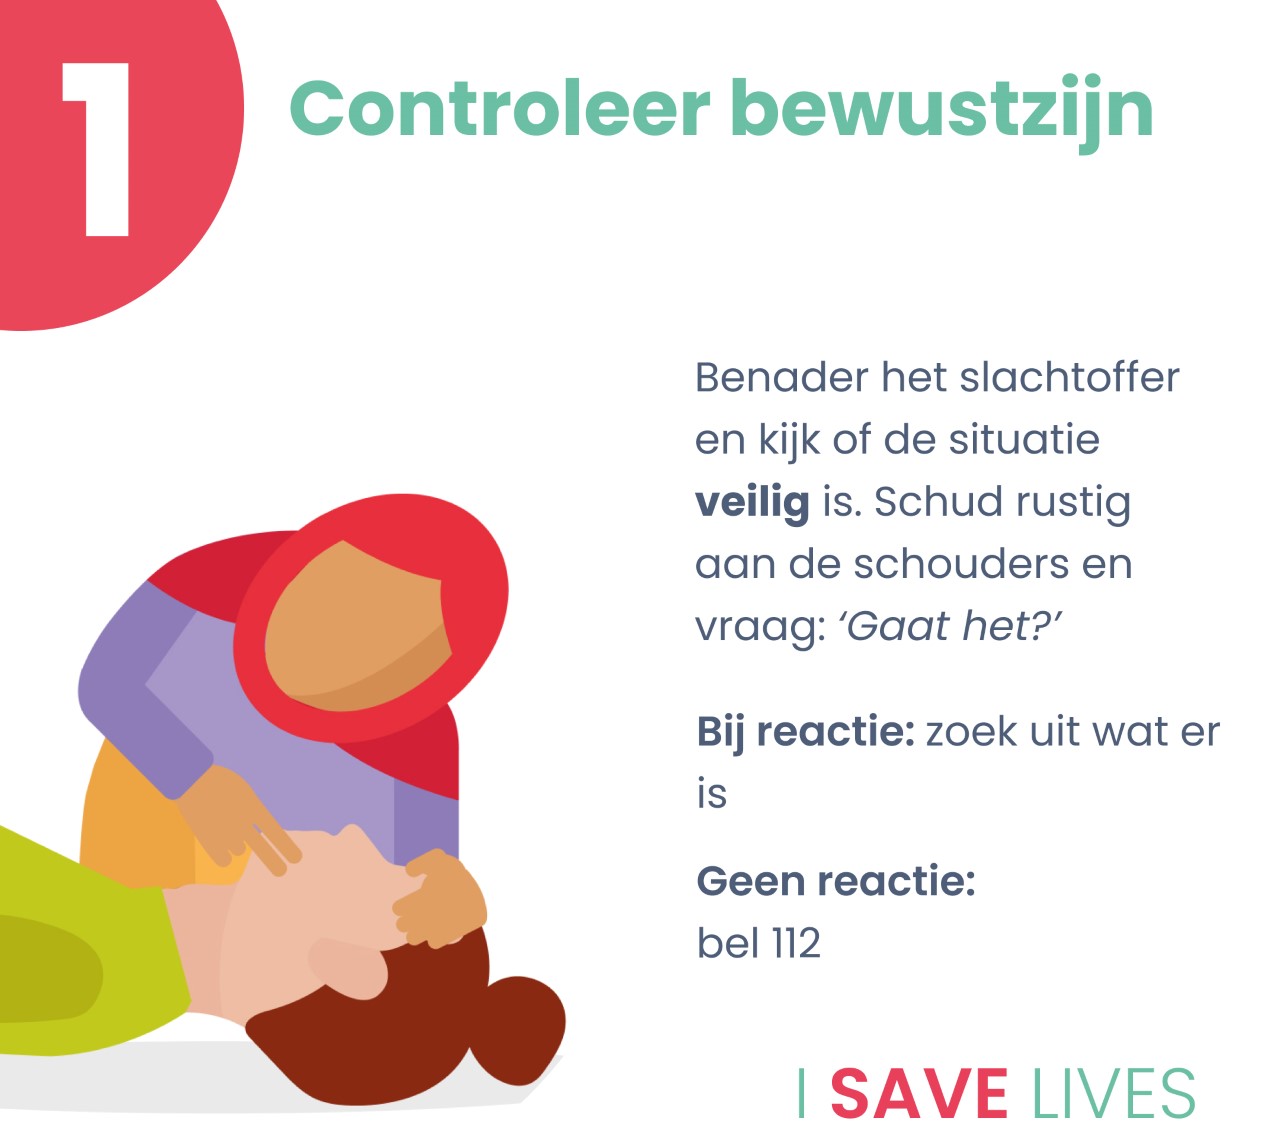 1
Controleer bewustzijn
Benader het slachtoffer
en kijk of de situatie
veilig is. Schud rustig
aan de schouders en
vraag: ‘Gaat het?’
Bij reactie: zoek uit wat er
is
Geen reactie:
bel 112
I SAVE LIVES